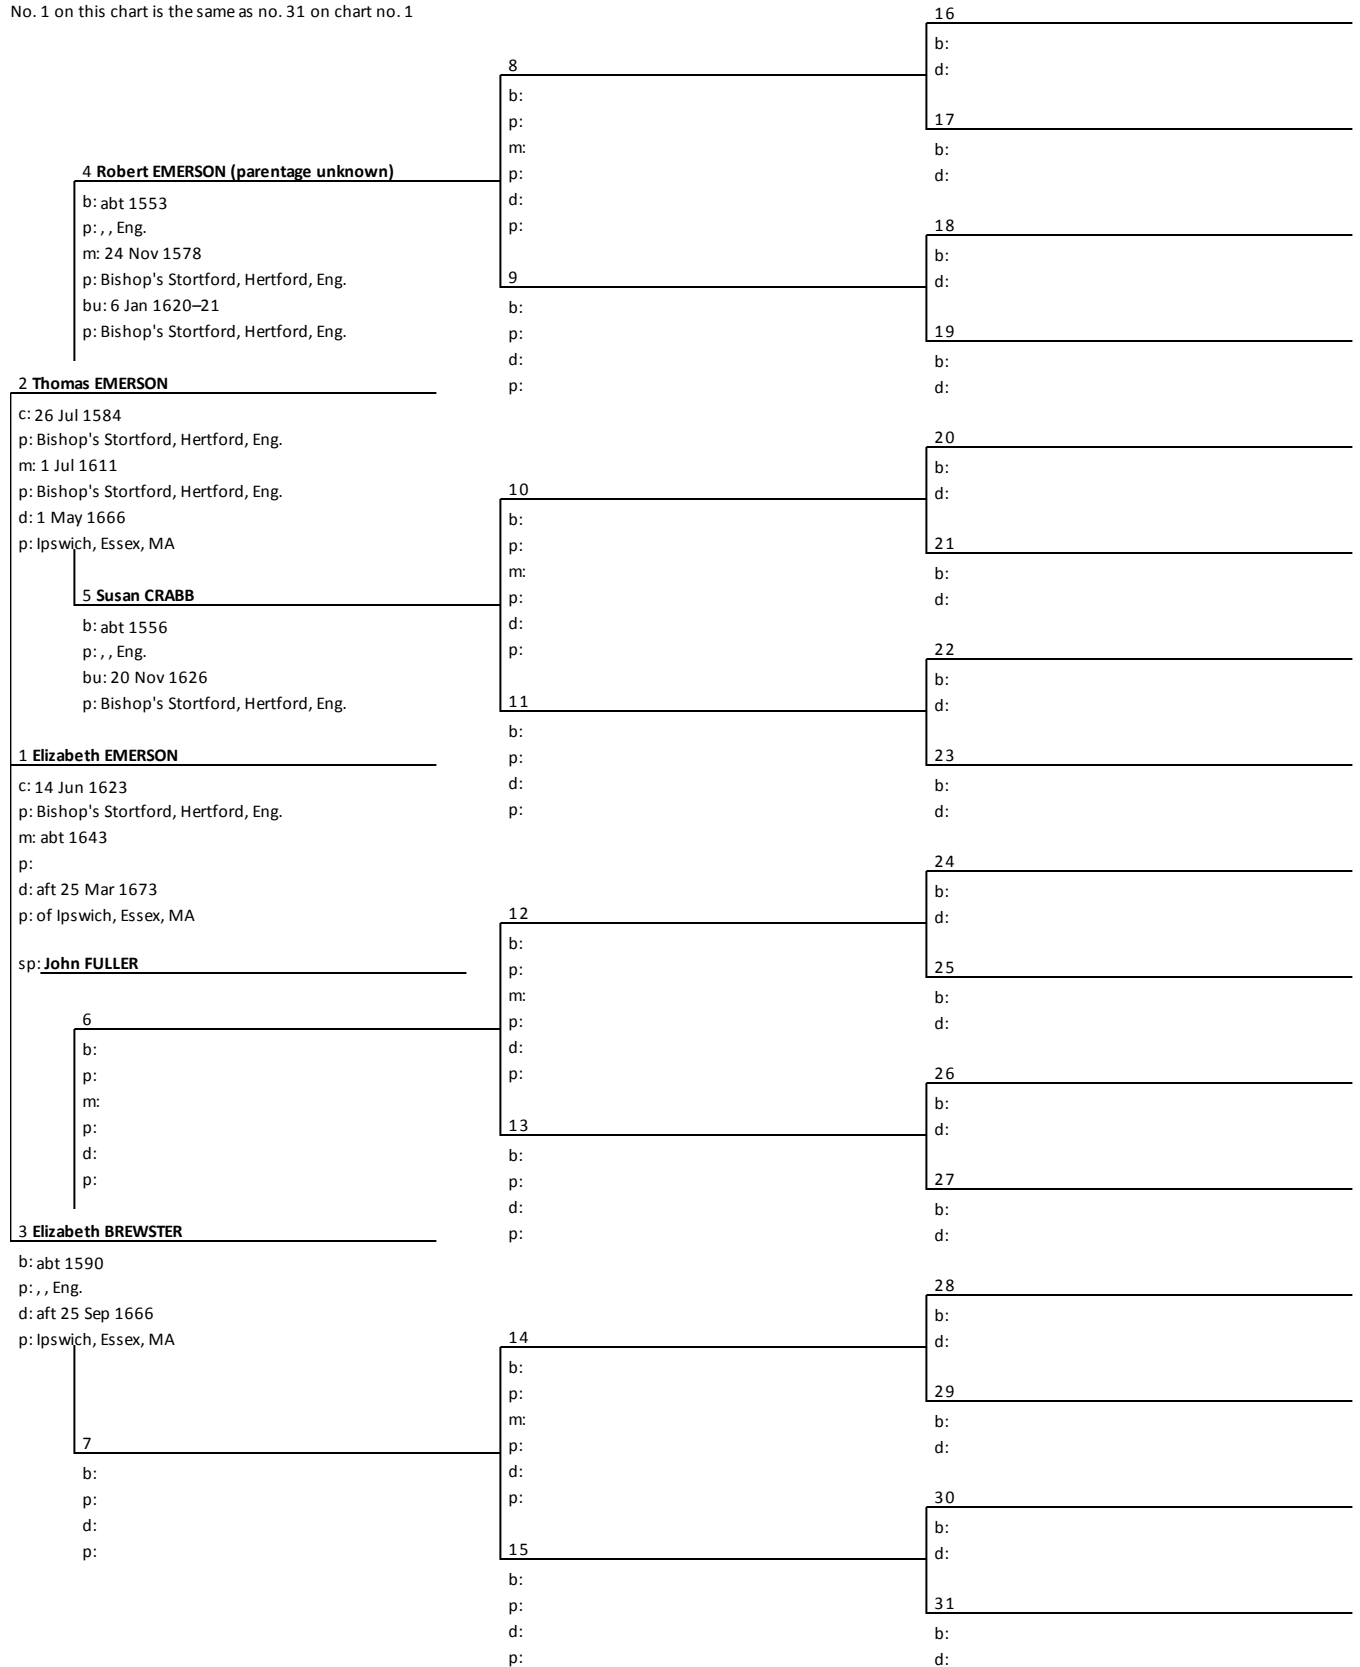 No. 1 on this chart is the same as no. 31 on chart no. 1
4 Robert EMERSON (parentage unknown)
b: abt 1553
p: , , Eng.
m: 24 Nov 1578
p: Bishop's Stortford, Hertford, Eng.
bu: 6 Jan 1620–21
p: Bishop's Stortford, Hertford, Eng.
2 Thomas EMERSON
c: 26 Jul 1584
p: Bishop's Stortford, Hertford, Eng.
m: 1 Jul 1611
p: Bishop's Stortford, Hertford, Eng.
d: 1 May 1666
p: Ipswich, Essex, MA
5 Susan CRABB
b: abt 1556
p: , , Eng.
bu: 20 Nov 1626
p: Bishop's Stortford, Hertford, Eng.
1 Elizabeth EMERSON
c: 14 Jun 1623
p: Bishop's Stortford, Hertford, Eng.
m: abt 1643
p:
d: aft 25 Mar 1673
p: of Ipswich, Essex, MA
sp: John FULLER
6
b:
p:
m:
p:
d:
p:
3 Elizabeth BREWSTER
b: abt 1590
p: , , Eng.
d: aft 25 Sep 1666
p: Ipswich, Essex, MA
7
b:
p:
d:
p:
8
b:
p:
m:
p:
d:
p:
9
b:
p:
d:
p:
10
b:
p:
m:
p:
d:
p:
11
b:
p:
d:
p:
12
b:
p:
m:
p:
d:
p:
13
b:
p:
d:
p:
14
b:
p:
m:
p:
d:
p:
15
b:
p:
d:
p:
16
b:
d:
17
b:
d:
18
b:
d:
19
b:
d:
20
b:
d:
21
b:
d:
22
b:
d:
23
b:
d:
24
b:
d:
25
b:
d:
26
b:
d:
27
b:
d:
28
b:
d:
29
b:
d:
30
b:
d:
31
b:
d: